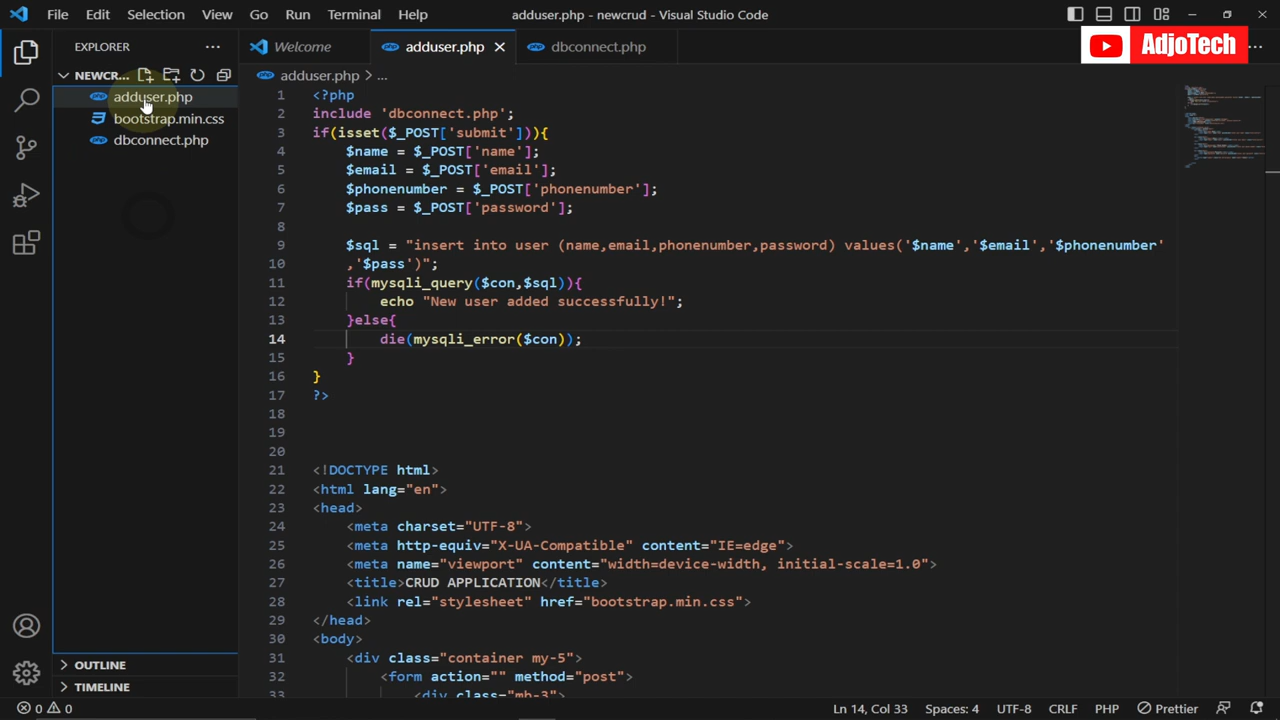 File Edit Selection View Go Run Terminal Help adduser.php - newcrud - Visual Studio Code
EXPLORER
Welcome adduser.php dbconnect.php
AdjoTech
NEWCR...
adduser.php
bootstrap.min.css
dbconnect.php
OUTLINE
TIMELINE
adduser.php > ...
1 <?php
2 include 'dbconnect.php';
3 if(isset($_POST['submit'])){
4 $name = $_POST['name'];
5 $email = $_POST['email'];
6 $phonenumber = $_POST['phonenumber'];
7 $pass = $_POST['password'];
8
9 $sql = "insert into user (name,email,phonenumber,password) values('$name','$email','$phonenumber'
10 ,'$pass')";
11 if(mysqli_query($con,$sql)){
12 echo "New user added successfully!";
13 }else{
14 die(mysqli_error($con));
15 }
16 }
17 ?>
18
19
20
21 <!DOCTYPE html>
22 <html lang="en">
23 <head>
24 <meta charset="UTF-8">
25 <meta http-equiv="X-UA-Compatible" content="IE=edge">
26 <meta name="viewport" content="width=device-width, initial-scale=1.0">
27 <title>CRUD APPLICATION</title>
28 <link rel="stylesheet" href="bootstrap.min.css">
29 </head>
30 <body>
31 <div class="container my-5">
32 <form action="" method="post">
33 <div class="mb-3">
0 0 Ln 14, Col 33 Spaces: 4 UTF-8 CRLF PHP Prettier